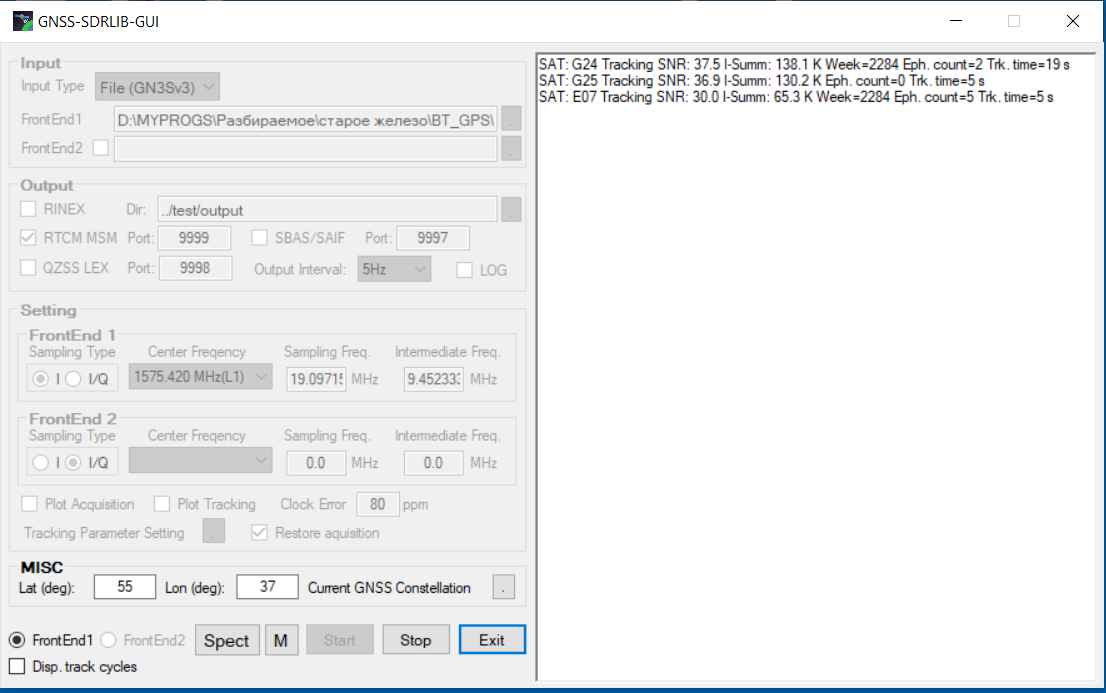 GNSS-SDRLIB-GUI
Input
Input Type File (GN3Sv3)
FrontEnd1 D:\MYPROGS\Разбираемое\старое железо\BT_GPS\ .
FrontEnd2 .
Output
RINEX Dir: ../test/output .
RTCM MSM Port: 9999 SBAS/SAIF Port: 9997
QZSS LEX Port: 9998 Output Interval: 5Hz LOG
Setting
FrontEnd 1
Sampling Type Center Freqency Sampling Freq. Intermediate Freq.
I I/Q 1575.420 MHz(L1) 19.09715 MHz 9.452333 MHz
FrontEnd 2
Sampling Type Center Freqency Sampling Freq. Intermediate Freq.
I I/Q 0.0 MHz 0.0 MHz
Plot Acquisition Plot Tracking Clock Error 80 ppm
Tracking Parameter Setting . Restore aquisition
MISC
Lat (deg): 55 Lon (deg): 37 Current GNSS Constellation .
FrontEnd1 FrontEnd2 Spect M Start Stop Exit
Disp. track cycles
SAT: G24 Tracking SNR: 37.5 I-Summ: 138.1 K Week=2284 Eph. count=2 Trk. time=19 s
SAT: G25 Tracking SNR: 36.9 I-Summ: 130.2 K Eph. count=0 Trk. time=5 s
SAT: E07 Tracking SNR: 30.0 I-Summ: 65.3 K Week=2284 Eph. count=5 Trk. time=5 s